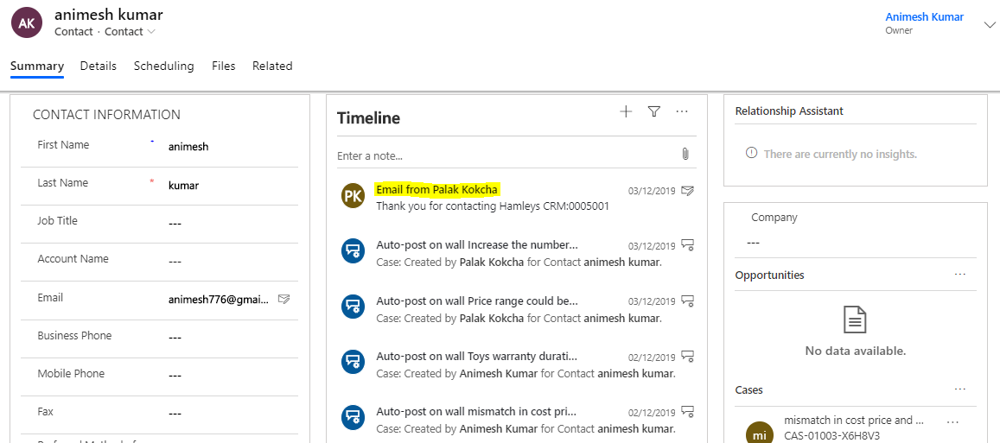 AK
animesh kumar
Contact · Contact
Animesh Kumar
Owner
Summary
Details
Scheduling
Files
Related
CONTACT INFORMATION
First Name
animesh
Last Name * kumar
Job Title ---
Account Name ---
Email animesh776@gmai...
Business Phone ---
Mobile Phone ---
Fax ---
Timeline
Enter a note...
PK
Email from Palak Kokcha 03/12/2019
Thank you for contacting Hamleys CRM:0005001
Auto-post on wall Increase the number... 03/12/2019
Case: Created by Palak Kokcha for Contact animesh kumar.
Auto-post on wall Price range could be... 03/12/2019
Case: Created by Palak Kokcha for Contact animesh kumar.
Auto-post on wall Toys warranty durati... 02/12/2019
Case: Created by Animesh Kumar for Contact animesh kumar.
Auto-post on wall mismatch in cost pri... 02/12/2019
Case: Created by Animesh Kumar for Contact animesh kumar.
Relationship Assistant
There are currently no insights.
Company
---
Opportunities ...
No data available.
Cases ...
mi
mismatch in cost price and ... ...
CAS-01003-X6H8V3